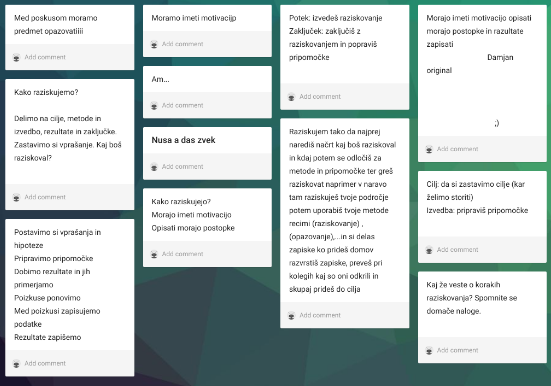 Med poskusom moramo
predmet opazovatiiii
Add comment
Kako raziskujemo?
Delimo na cilje, metode in
izvedbo, rezultate in zaključke.
Zastavimo si vprašanje. Kaj boš
raziskoval?
Add comment
Postavimo si vprašanja in
hipoteze
Pripravimo pripomočke
Dobimo rezultate in jih
primerjamo
Poizkuse ponovimo
Med poizkusi zapisujemo
podatke
Rezultate zapišemo
Add comment
Moramo imeti motivacijp
Add comment
Am...
Add comment
Nusa a das zvek
Add comment
Kako raziskujejo?
Morajo imeti motivacijo
Opisati morajo postopke
Add comment
Potek: izvedeš raziskovanje
Zaključek: zaključiš z
raziskovanjem in popraviš
pripomočke
Add comment
Raziskujem tako da najprej
narediš načrt kaj boš raziskoval
in kdaj potem se odločiš za
metode in pripomočke ter greš
raziskovat naprimer v naravo
tam raziskuješ tvoje področje
potem uporabiš tvoje metode
recimi (raziskovanje) ,
(opazovanje),...in si delas
zapiske ko prideš domov
razvrstiš zapiske, preveš pri
kolegih kaj so oni odkrili in
skupaj prideš do cilja
Add comment
Morajo imeti motivacijo opisati
morajo postopke in razultate
zapisati
Damjan
original
;)
Add comment
Cilj: da si zastavimo cilje (kar
želimo storiti)
Izvedba: pripraviš pripomočke
Add comment
Kaj že veste o korakih
raziskovanja? Spomnite se
domače naloge.
Add comment